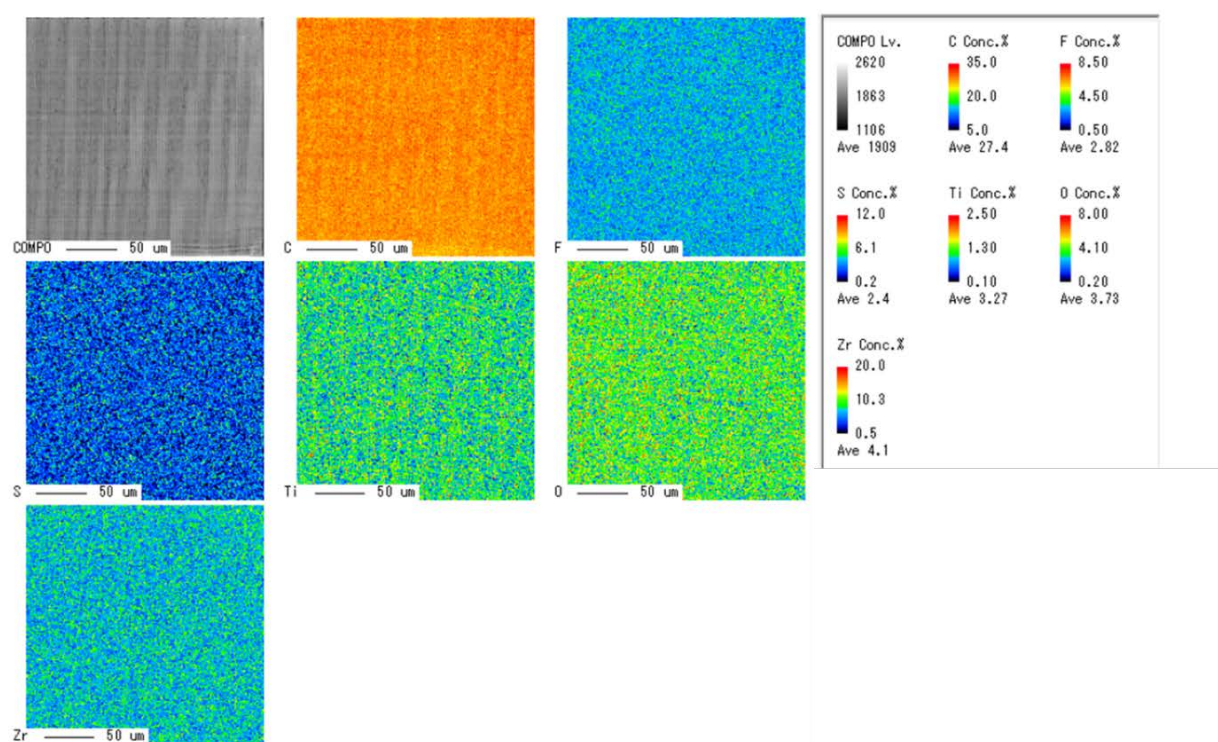 COMPO 50 um
C 50 um
F 50 um
S 50 um
Ti 50 um
O 50 um
Zr 50 um
COMPO Lv.
2620
1863
1106
Ave 1909
C Conc.%
35.0
20.0
5.0
Ave 27.4
F Conc.%
8.50
4.50
0.50
Ave 2.82
S Conc.%
12.0
6.1
0.2
Ave 2.4
Ti Conc.%
2.50
1.30
0.10
Ave 3.27
O Conc.%
8.00
4.10
0.20
Ave 3.73
Zr Conc.%
20.0
10.3
0.5
Ave 4.1